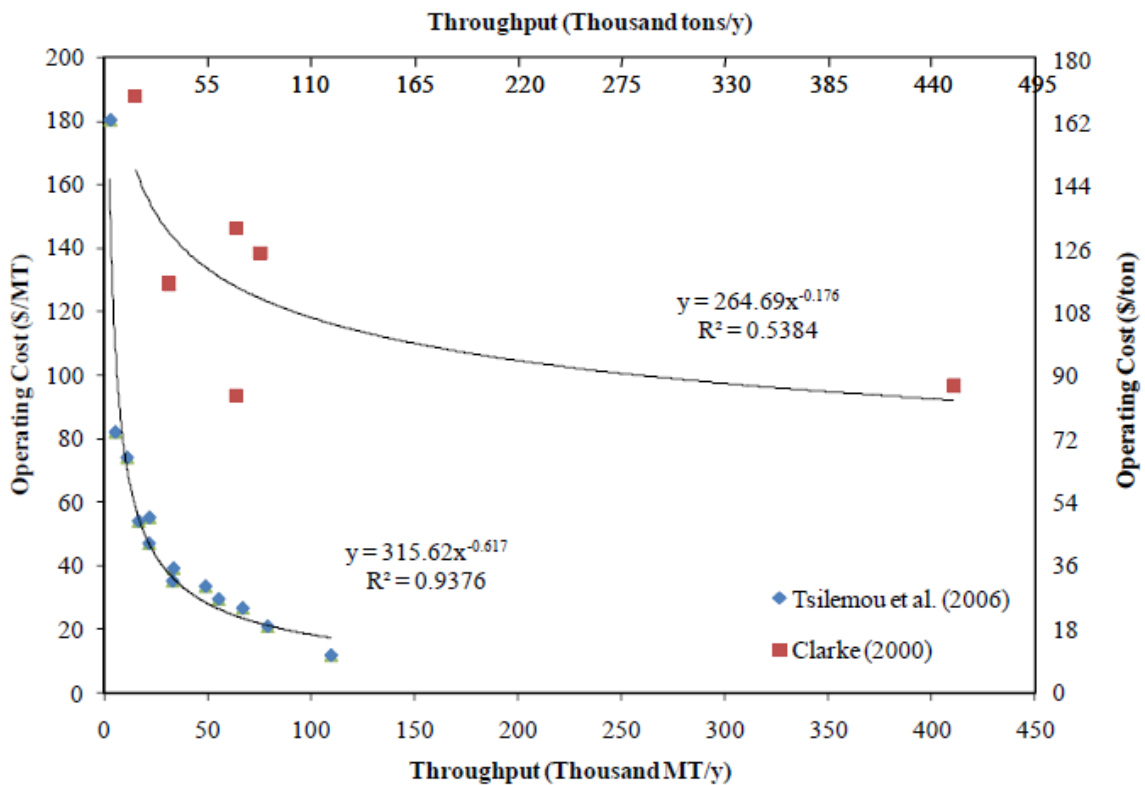 Throughput (Thousand tons/y)
55 110 165 220 275 330 385 440 495
200 180 160 140 120 100 80 60 40 20 0
Operating Cost ($/MT)
180 162 144 126 108 90 72 54 36 18 0
Operating Cost ($/ton)
y = 264.69x^-0.176
R² = 0.5384
y = 315.62x^-0.617
R² = 0.9376
Tsilemou et al. (2006)
Clarke (2000)
0 50 100 150 200 250 300 350 400 450
Throughput (Thousand MT/y)